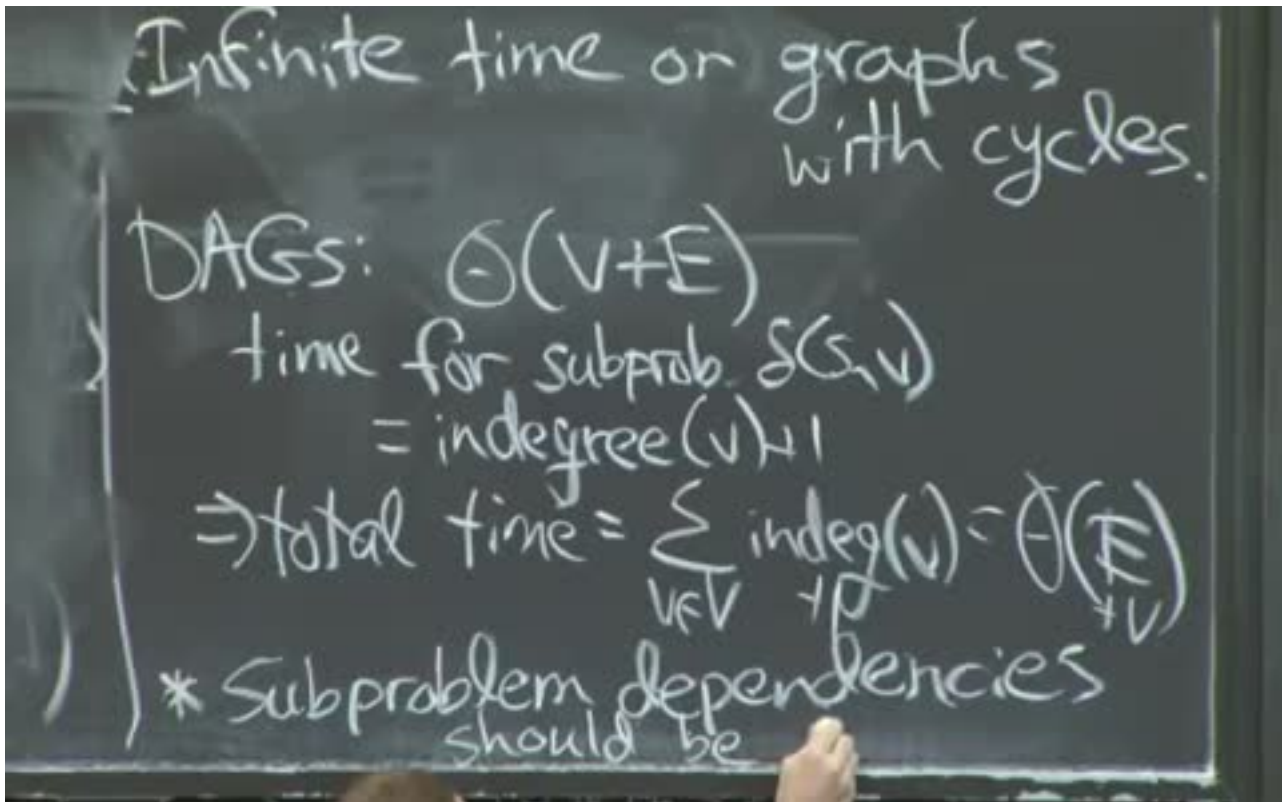 Infinite time on graphs
with cycles.
DAGs: Θ(V+E)
time for subprob. δ(s,v)
= indegree(v)+1
⇒ total time = Σ indeg(v) = Θ(E
v∈V +1 +V)
* Subproblem dependencies
should be